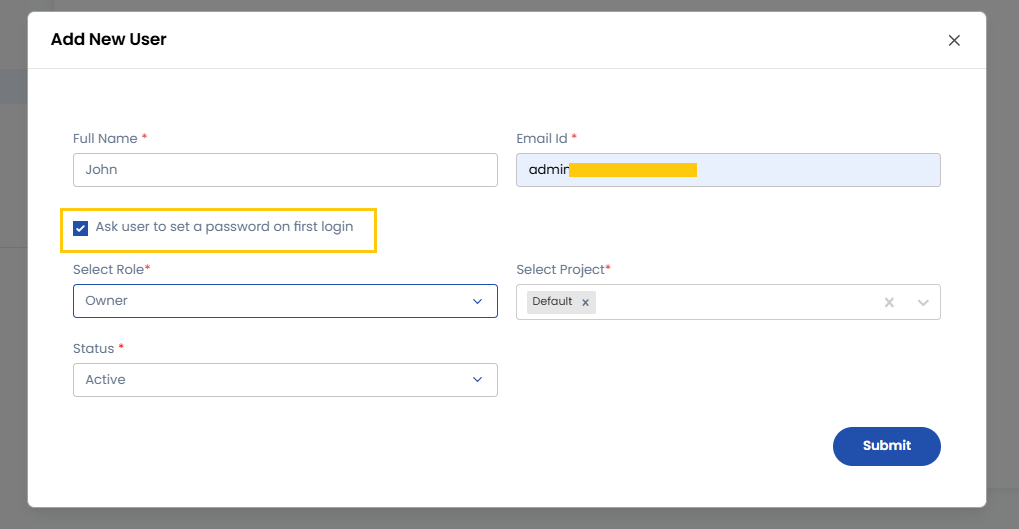 Add New User
Full Name *
Email Id *
John
admin
Ask user to set a password on first login
Select Role*
Select Project*
Owner
Default
Status *
Active
Submit